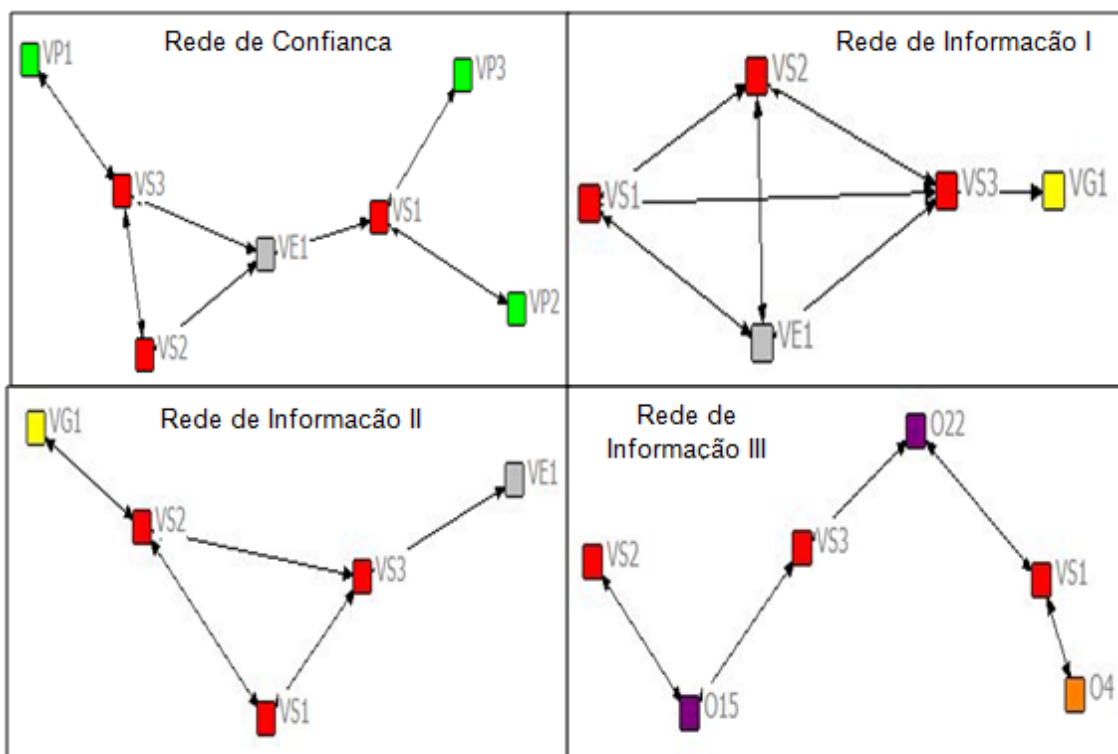 Rede de Confianca
VP1
VP3
VS3
VS1
VE1
VP2
VS2
Rede de Informacão I
VS2
VS1
VS3
VG1
VE1
Rede de Informacão II
VG1
VE1
VS2
VS3
VS1
Rede de
Informação III
O22
VS2
VS3
VS1
O15
O4